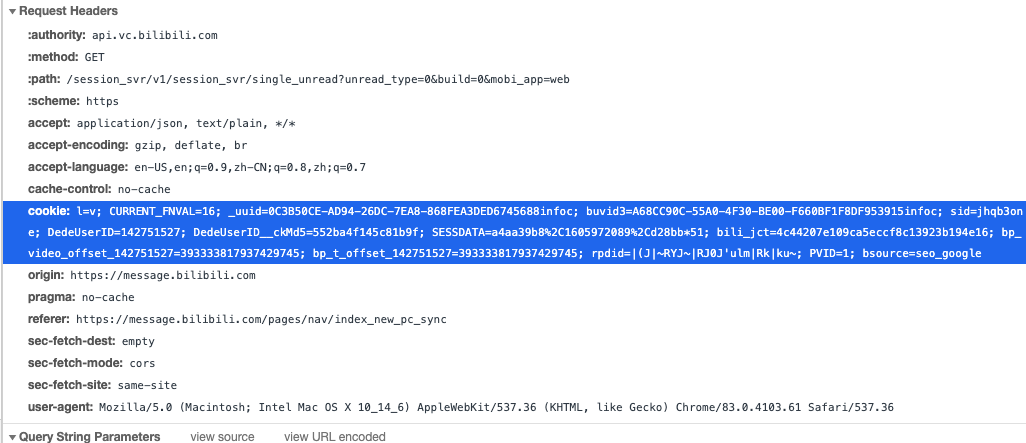 Request Headers
:authority: api.vc.bilibili.com
:method: GET
:path: /session_svr/v1/session_svr/single_unread?unread_type=0&build=0&mobi_app=web
:scheme: https
accept: application/json, text/plain, */*
accept-encoding: gzip, deflate, br
accept-language: en-US,en;q=0.9,zh-CN;q=0.8,zh;q=0.7
cache-control: no-cache
cookie: l=v; CURRENT_FNVAL=16; _uuid=0C3B50CE-AD94-26DC-7EA8-868FEA3DED6745688infoc; buvid3=A68CC90C-55A0-4F30-BE00-F660BF1F8DF953915infoc; sid=jhqb3on
e; DedeUserID=142751527; DedeUserID__ckMd5=552ba4f145c81b9f; SESSDATA=a4aa39b8%2C1605972089%2Cd28bb*51; bili_jct=4c44207e109ca5eccf8c13923b194e16; bp_
video_offset_142751527=393333817937429745; bp_t_offset_142751527=393333817937429745; rpdid=|(J|~RYJ~|RJ0J'ulm|Rk|ku~; PVID=1; bsource=seo_google
origin: https://message.bilibili.com
pragma: no-cache
referer: https://message.bilibili.com/pages/nav/index_new_pc_sync
sec-fetch-dest: empty
sec-fetch-mode: cors
sec-fetch-site: same-site
user-agent: Mozilla/5.0 (Macintosh; Intel Mac OS X 10_14_6) AppleWebKit/537.36 (KHTML, like Gecko) Chrome/83.0.4103.61 Safari/537.36
Query String Parameters view source view URL encoded